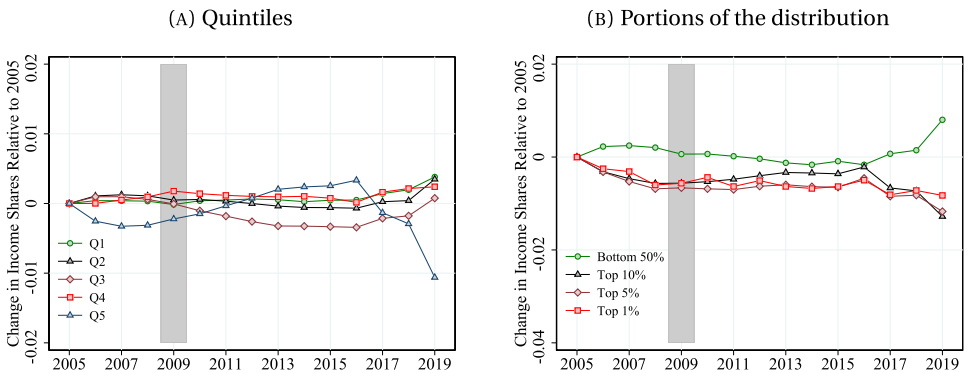 (A) Quintiles
Change in Income Shares Relative to 2005
0.02
0.01
0
-0.01
-0.02
Q1
Q2
Q3
Q4
Q5
2005 2007 2009 2011 2013 2015 2017 2019
(B) Portions of the distribution
Change in Income Shares Relative to 2005
0.02
0
-0.02
-0.04
Bottom 50%
Top 10%
Top 5%
Top 1%
2005 2007 2009 2011 2013 2015 2017 2019